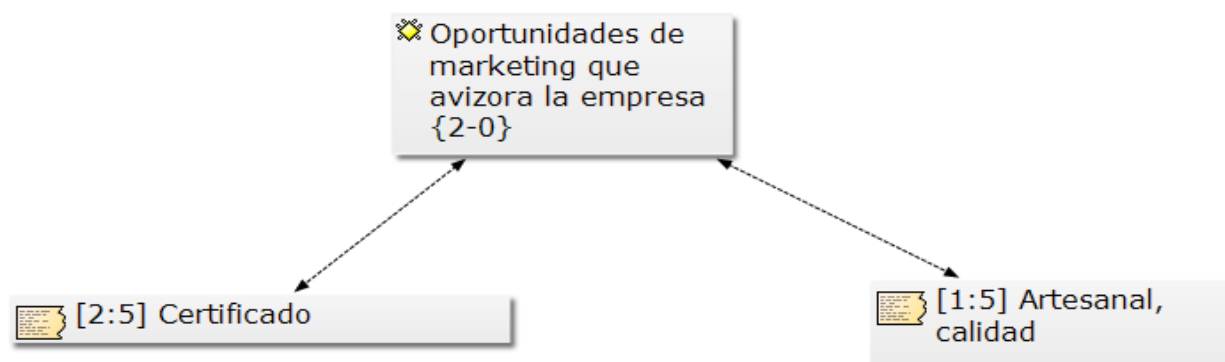 Oportunidades de
marketing que
avizora la empresa
{2-0}
[2:5] Certificado
[1:5] Artesanal,
calidad